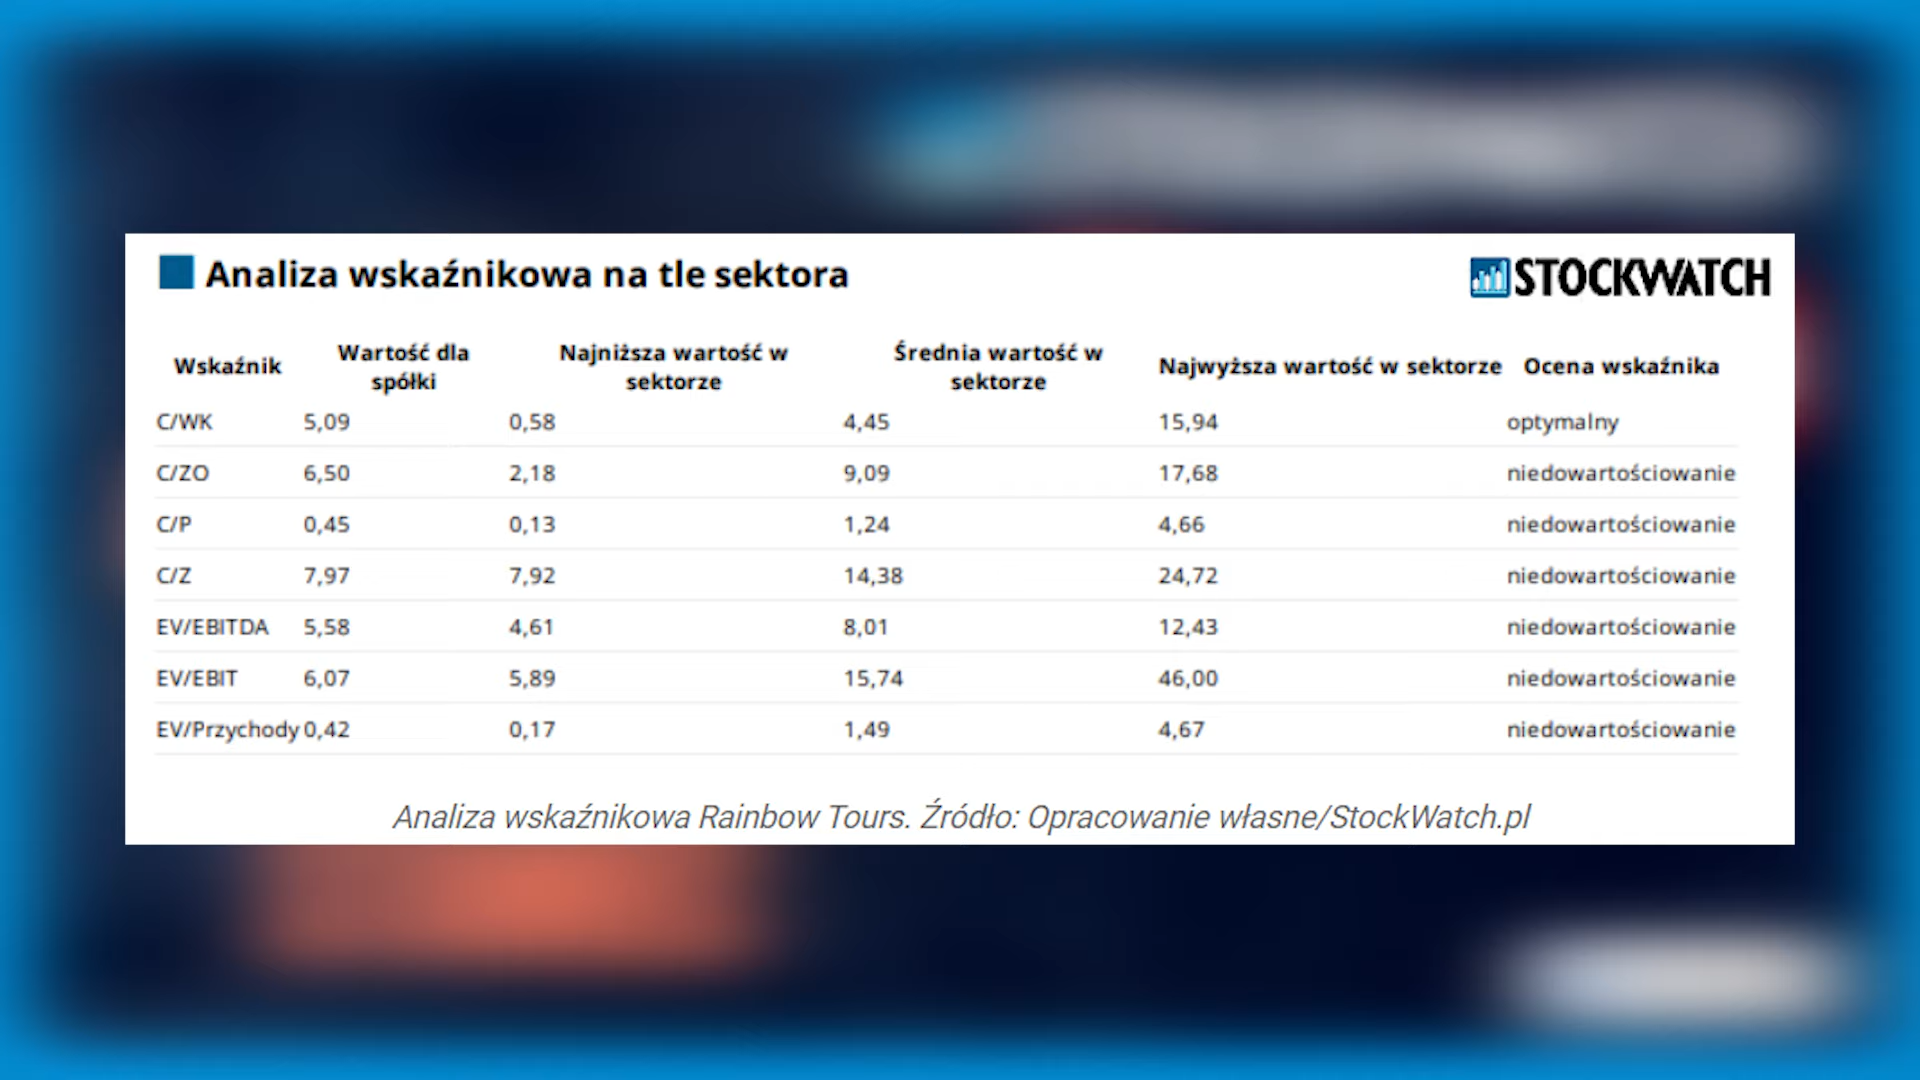 Analiza wskaźnikowa na tle sektora
STOCKWATCH
Wskaźnik Wartość dla spółki Najniższa wartość w sektorze Średnia wartość w sektorze Najwyższa wartość w sektorze Ocena wskaźnika
C/WK 5,09 0,58 4,45 15,94 optymalny
C/ZO 6,50 2,18 9,09 17,68 niedowartościowanie
C/P 0,45 0,13 1,24 4,66 niedowartościowanie
C/Z 7,97 7,92 14,38 24,72 niedowartościowanie
EV/EBITDA 5,58 4,61 8,01 12,43 niedowartościowanie
EV/EBIT 6,07 5,89 15,74 46,00 niedowartościowanie
EV/Przychody 0,42 0,17 1,49 4,67 niedowartościowanie
Analiza wskaźnikowa Rainbow Tours. Źródło: Opracowanie własne/StockWatch.pl